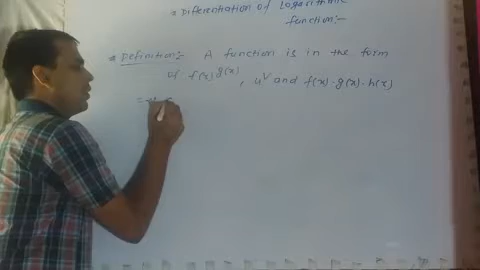 = Differentiation of Logarithmic
function:-
* Definition:- A function is in the form
of f(x)^g(x), u^v and f(x)·g(x)·h(x)
=